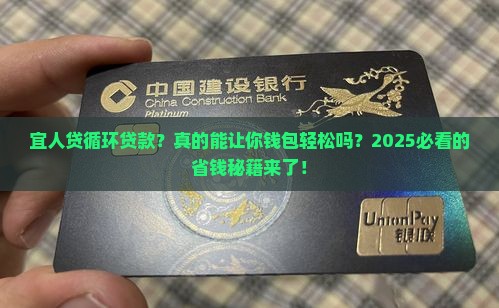 中国建设银行
China Construction Bank
Platinum
宜人贷循环贷款？真的能让你钱包轻松吗？2025必看的
省钱秘籍来了！
UnionPay
银联